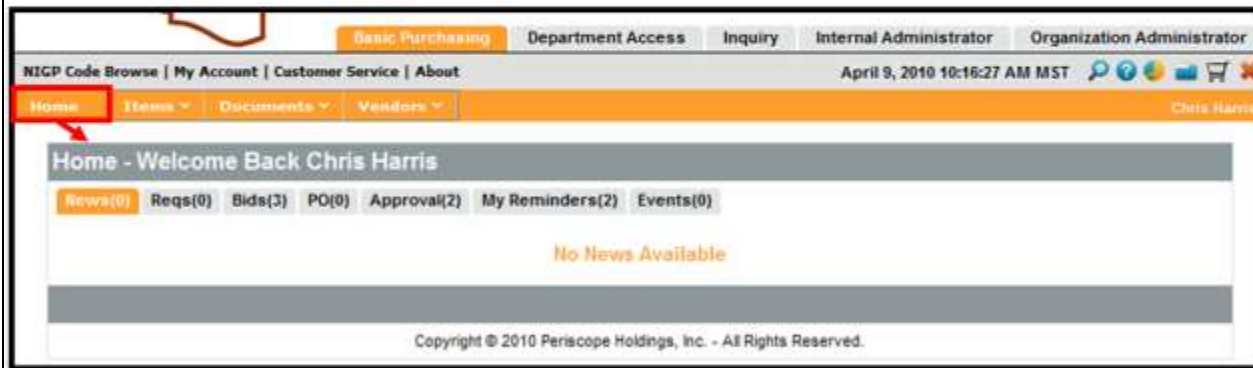 Basic Purchasing Department Access Inquiry Internal Administrator Organization Administrator
NIGP Code Browse | My Account | Customer Service | About April 9, 2010 10:16:27 AM MST
Home Items Documents Vendors Chris Harris
Home - Welcome Back Chris Harris
News(0) Reqs(0) Bids(3) PO(0) Approval(2) My Reminders(2) Events(0)
No News Available
Copyright © 2010 Periscope Holdings, Inc. - All Rights Reserved.